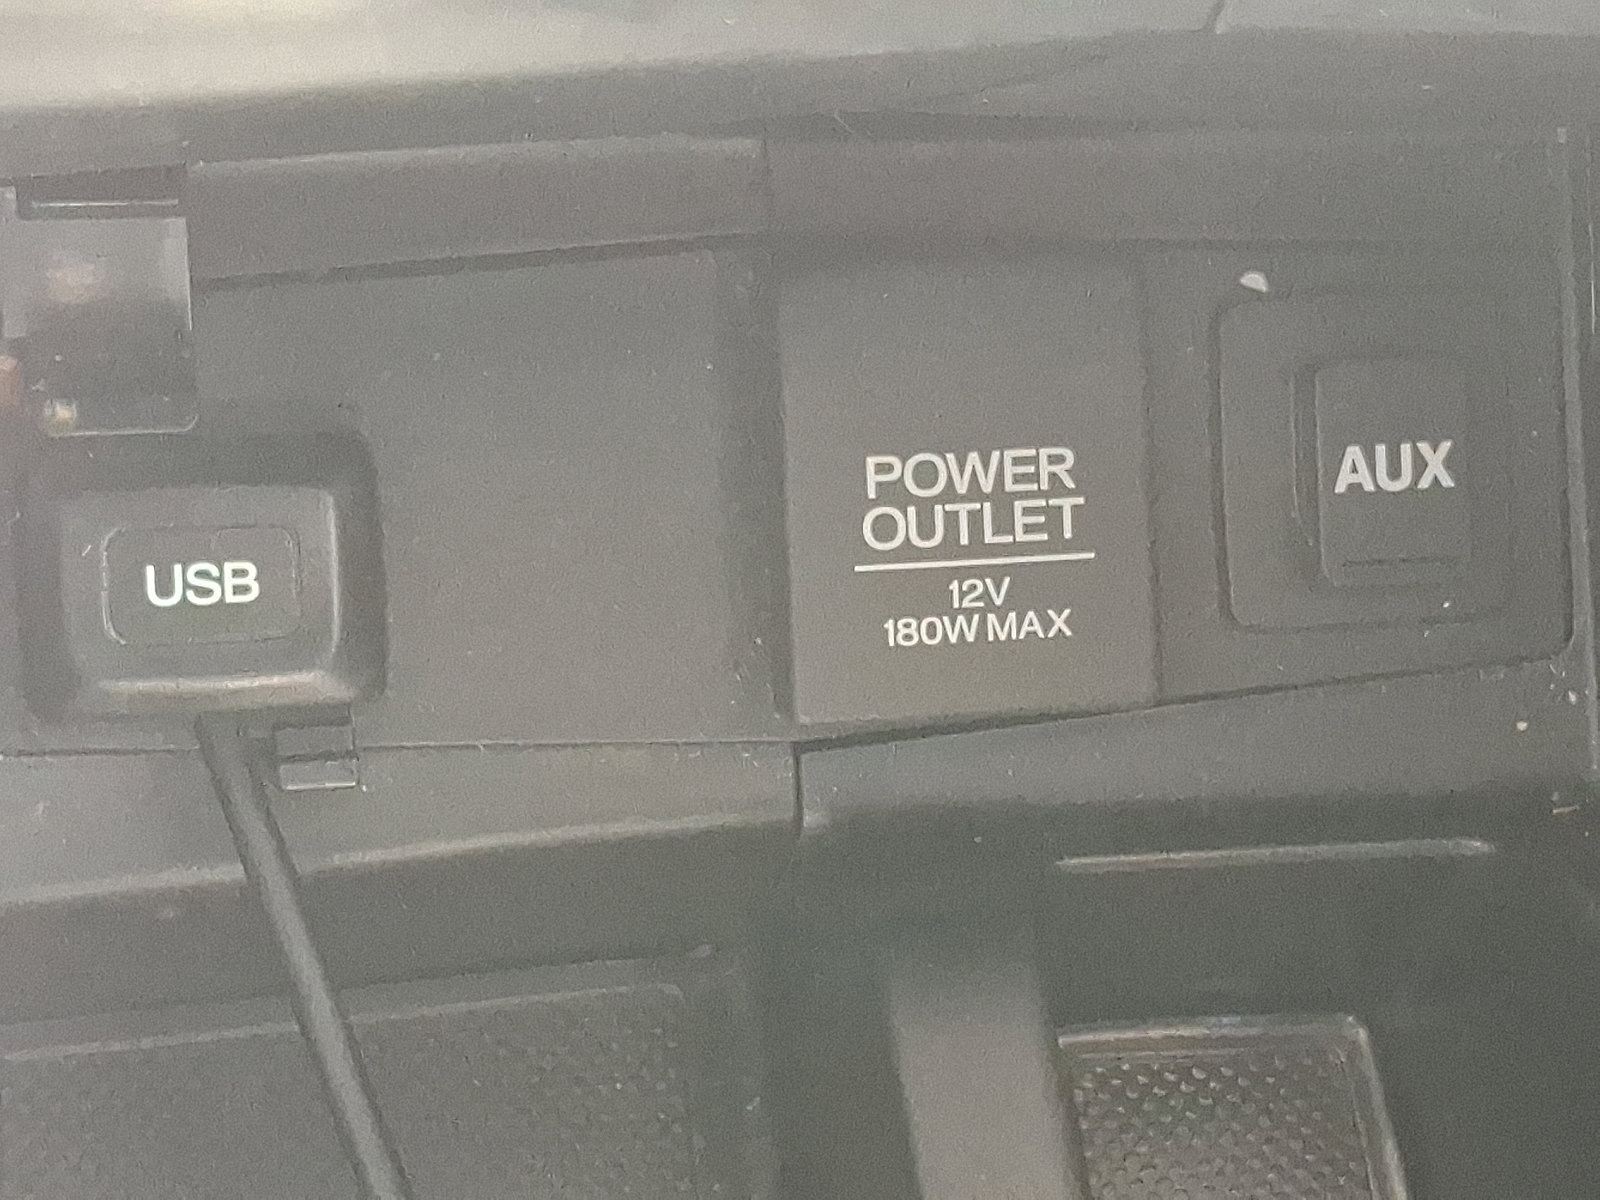 USB
POWER
OUTLET
12V
180W MAX
AUX